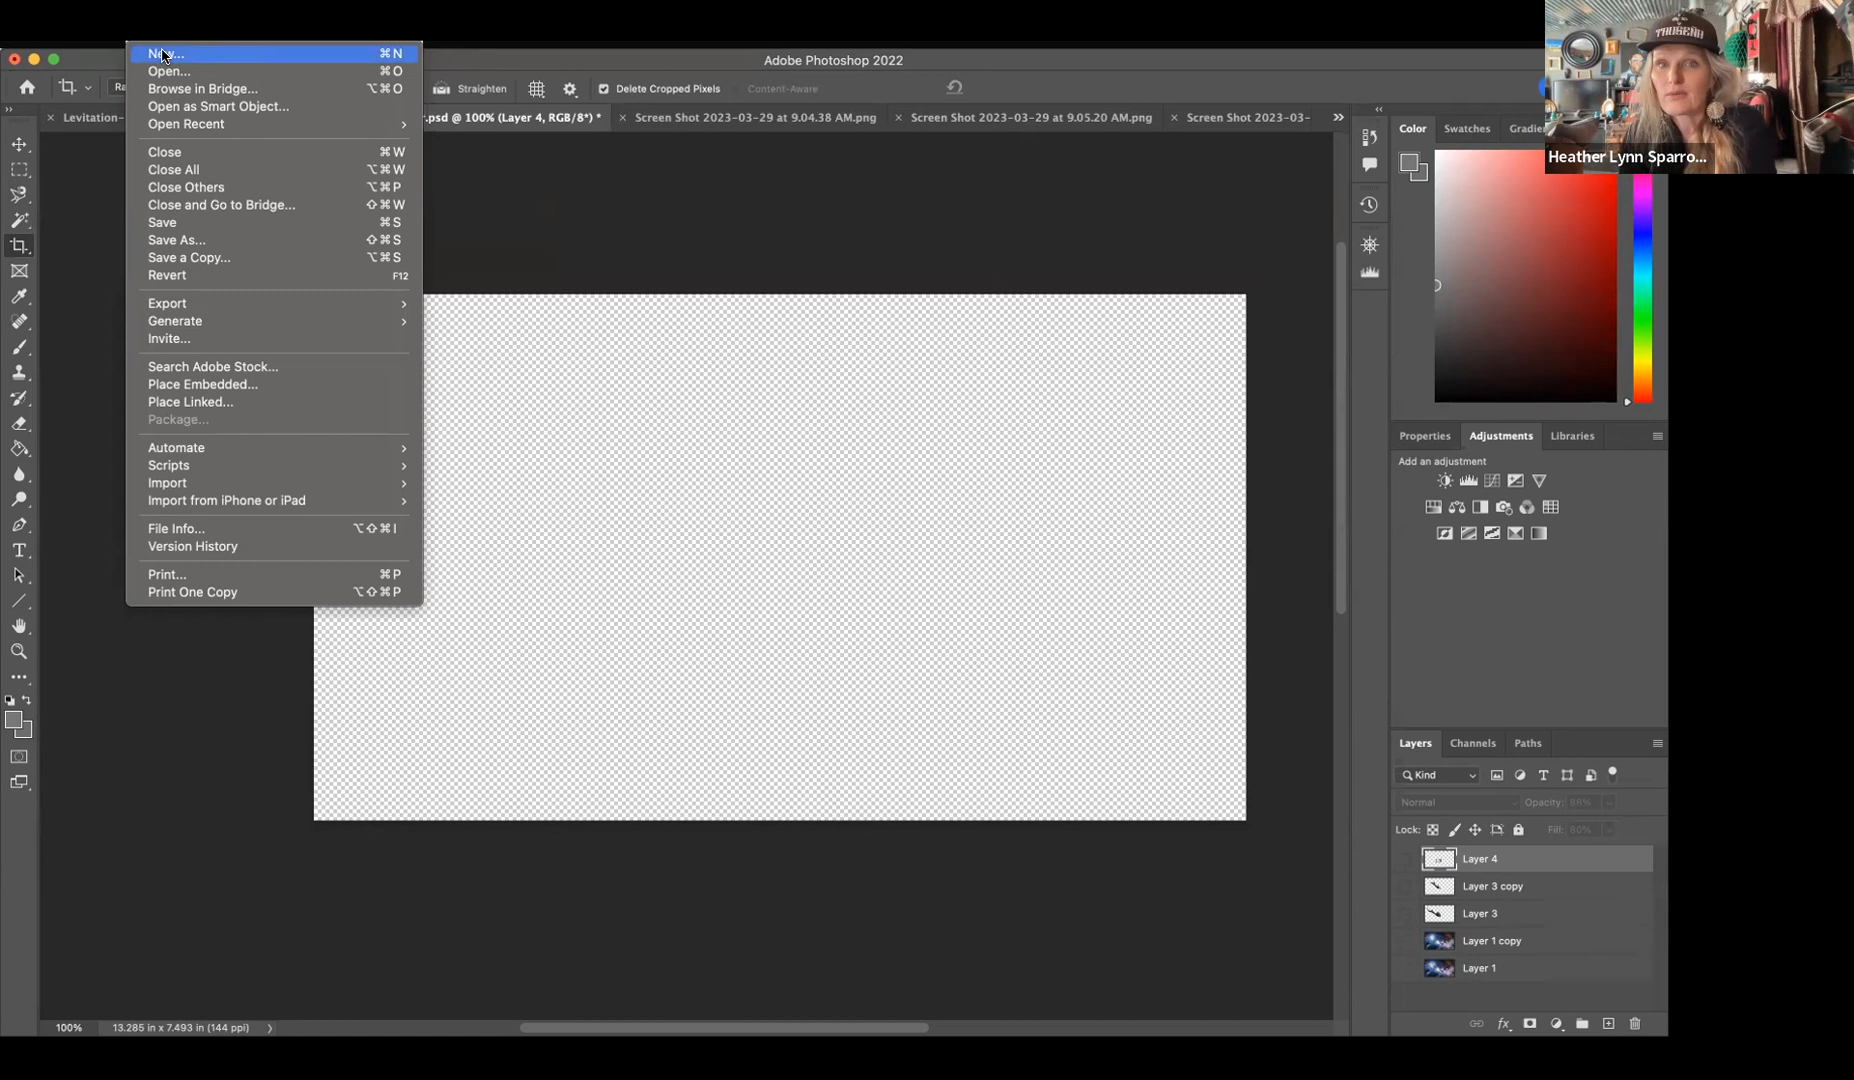 New... ⌘N
Adobe Photoshop 2022
Open... ⌘O
Straighten
Delete Cropped Pixels
Content-Aware
Browse in Bridge... ⌥⌘O
Open as Smart Object...
Open Recent
Levitation-
.psd @ 100% (Layer 4, RGB/8*) *
Screen Shot 2023-03-29 at 9.04.38 AM.png
Screen Shot 2023-03-29 at 9.05.20 AM.png
Screen Shot 2023-03-
Close ⌘W
Close All ⌥⌘W
Close Others ⌥⌘P
Close and Go to Bridge... ⇧⌘W
Save ⌘S
Save As... ⇧⌘S
Save a Copy... ⌥⌘S
Revert F12
Export
Generate
Invite...
Search Adobe Stock...
Place Embedded...
Place Linked...
Package...
Automate
Scripts
Import
Import from iPhone or iPad
File Info... ⌥⇧⌘I
Version History
Print... ⌘P
Print One Copy ⌥⇧⌘P
T
100%
13.285 in x 7.493 in (144 ppi)
Color
Swatches
Gradien
TAOSEÑA
Heather Lynn Sparro...
Properties
Adjustments
Libraries
Add an adjustment
Layers
Channels
Paths
Kind
T
Normal
Opacity: 88%
Lock:
Fill: 80%
Layer 4
Layer 3 copy
Layer 3
Layer 1 copy
Layer 1
fx